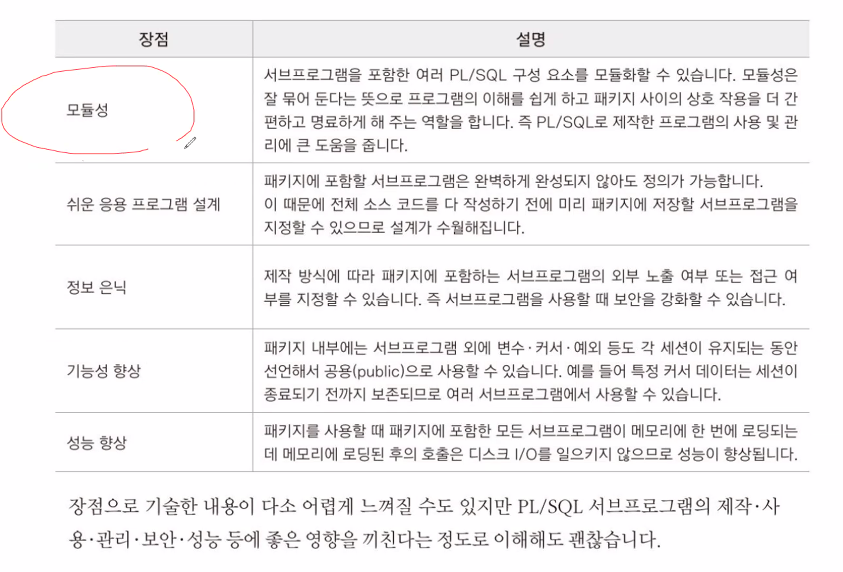 장점
설명
모듈성
서브프로그램을 포함한 여러 PL/SQL 구성 요소를 모듈화할 수 있습니다. 모듈성은
잘 묶어 둔다는 뜻으로 프로그램의 이해를 쉽게 하고 패키지 사이의 상호 작용을 더 간
편하고 명료하게 해 주는 역할을 합니다. 즉 PL/SQL로 제작한 프로그램의 사용 및 관
리에 큰 도움을 줍니다.
쉬운 응용 프로그램 설계
패키지에 포함할 서브프로그램은 완벽하게 완성되지 않아도 정의가 가능합니다.
이 때문에 전체 소스 코드를 다 작성하기 전에 미리 패키지에 저장할 서브프로그램을
지정할 수 있으므로 설계가 수월해집니다.
정보 은닉
제작 방식에 따라 패키지에 포함하는 서브프로그램의 외부 노출 여부 또는 접근 여
부를 지정할 수 있습니다. 즉 서브프로그램을 사용할 때 보안을 강화할 수 있습니다.
기능성 향상
패키지 내부에는 서브프로그램 외에 변수·커서·예외 등도 각 세션이 유지되는 동안
선언해서 공용(public)으로 사용할 수 있습니다. 예를 들어 특정 커서 데이터는 세션이
종료되기 전까지 보존되므로 여러 서브프로그램에서 사용할 수 있습니다.
성능 향상
패키지를 사용할 때 패키지에 포함한 모든 서브프로그램이 메모리에 한 번에 로딩되는
데 메모리에 로딩된 후의 호출은 디스크 I/O를 일으키지 않으므로 성능이 향상됩니다.
장점으로 기술한 내용이 다소 어렵게 느껴질 수도 있지만 PL/SQL 서브프로그램의 제작·사
용·관리·보안·성능 등에 좋은 영향을 끼친다는 정도로 이해해도 괜찮습니다.